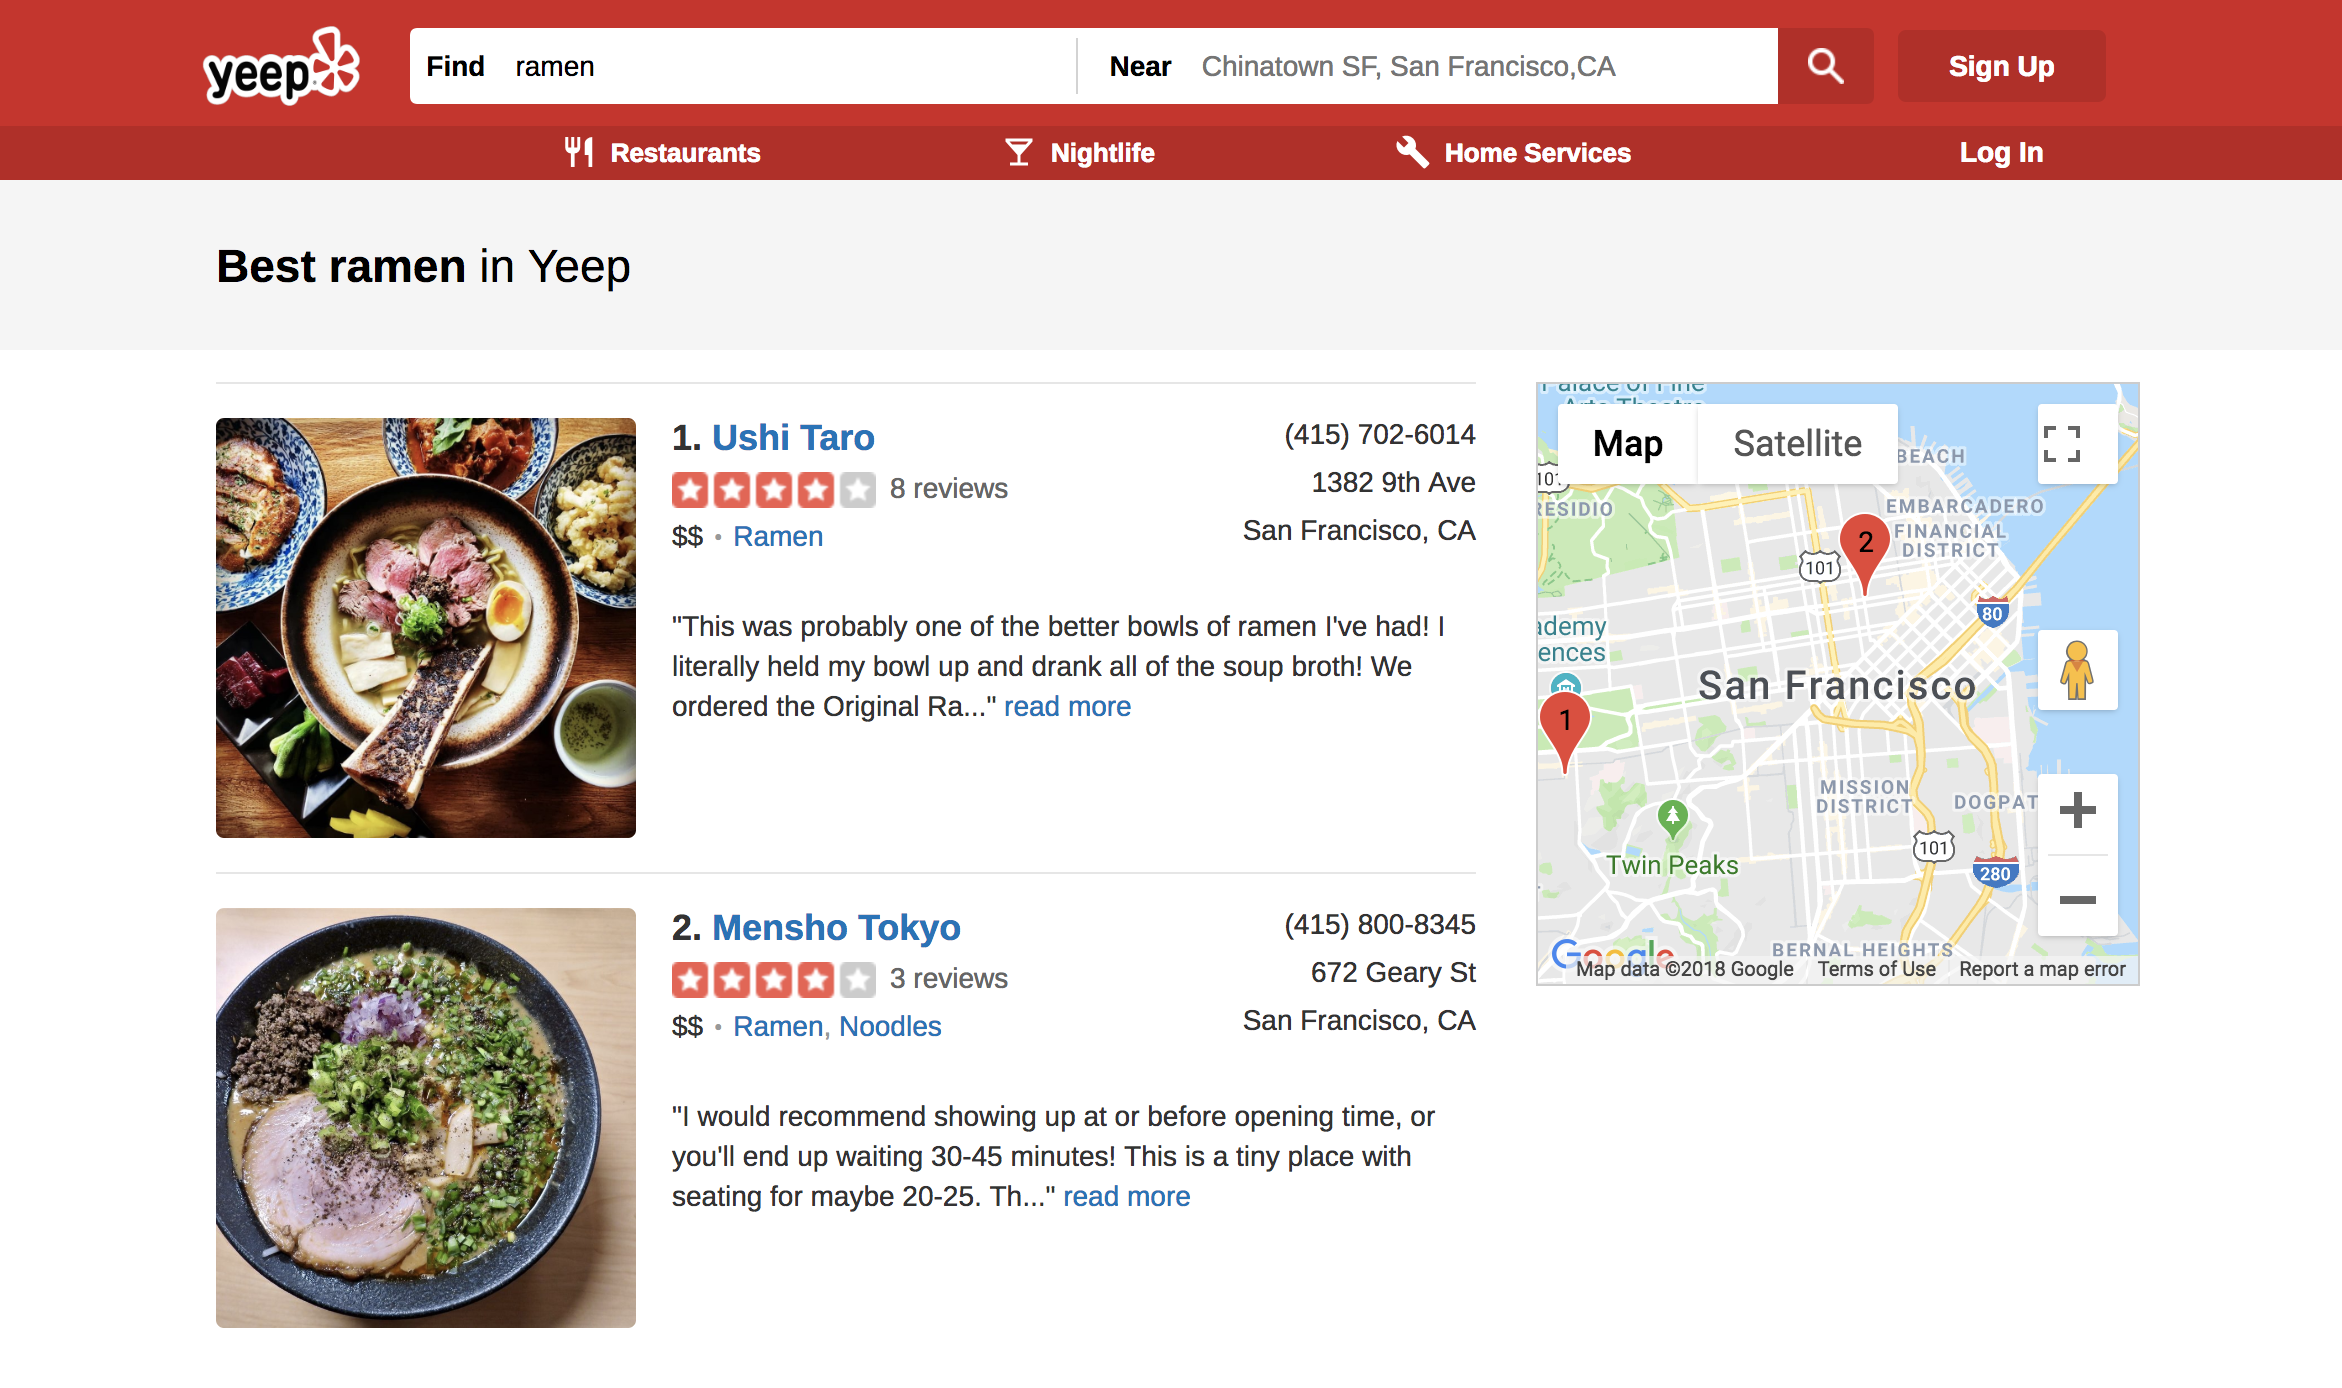 yeep
Find ramen
Near Chinatown SF, San Francisco,CA
Sign Up
Restaurants
Nightlife
Home Services
Log In
Best ramen in Yeep
1. Ushi Taro
8 reviews
$$ • Ramen
(415) 702-6014
1382 9th Ave
San Francisco, CA
"This was probably one of the better bowls of ramen I've had! I
literally held my bowl up and drank all of the soup broth! We
ordered the Original Ra..." read more
2. Mensho Tokyo
3 reviews
$$ • Ramen, Noodles
(415) 800-8345
672 Geary St
San Francisco, CA
"I would recommend showing up at or before opening time, or
you'll end up waiting 30-45 minutes! This is a tiny place with
seating for maybe 20-25. Th..." read more
Palace of Fine
Arts Theatre
Map
Satellite
BEACH
101
RESIDIO
EMBARCADERO
FINANCIAL
DISTRICT
2
101
80
ademy
ences
San Francisco
1
MISSION
DISTRICT
DOGPAT
101
280
Twin Peaks
BERNAL HEIGHTS
Google
Map data ©2018 Google
Terms of Use
Report a map error